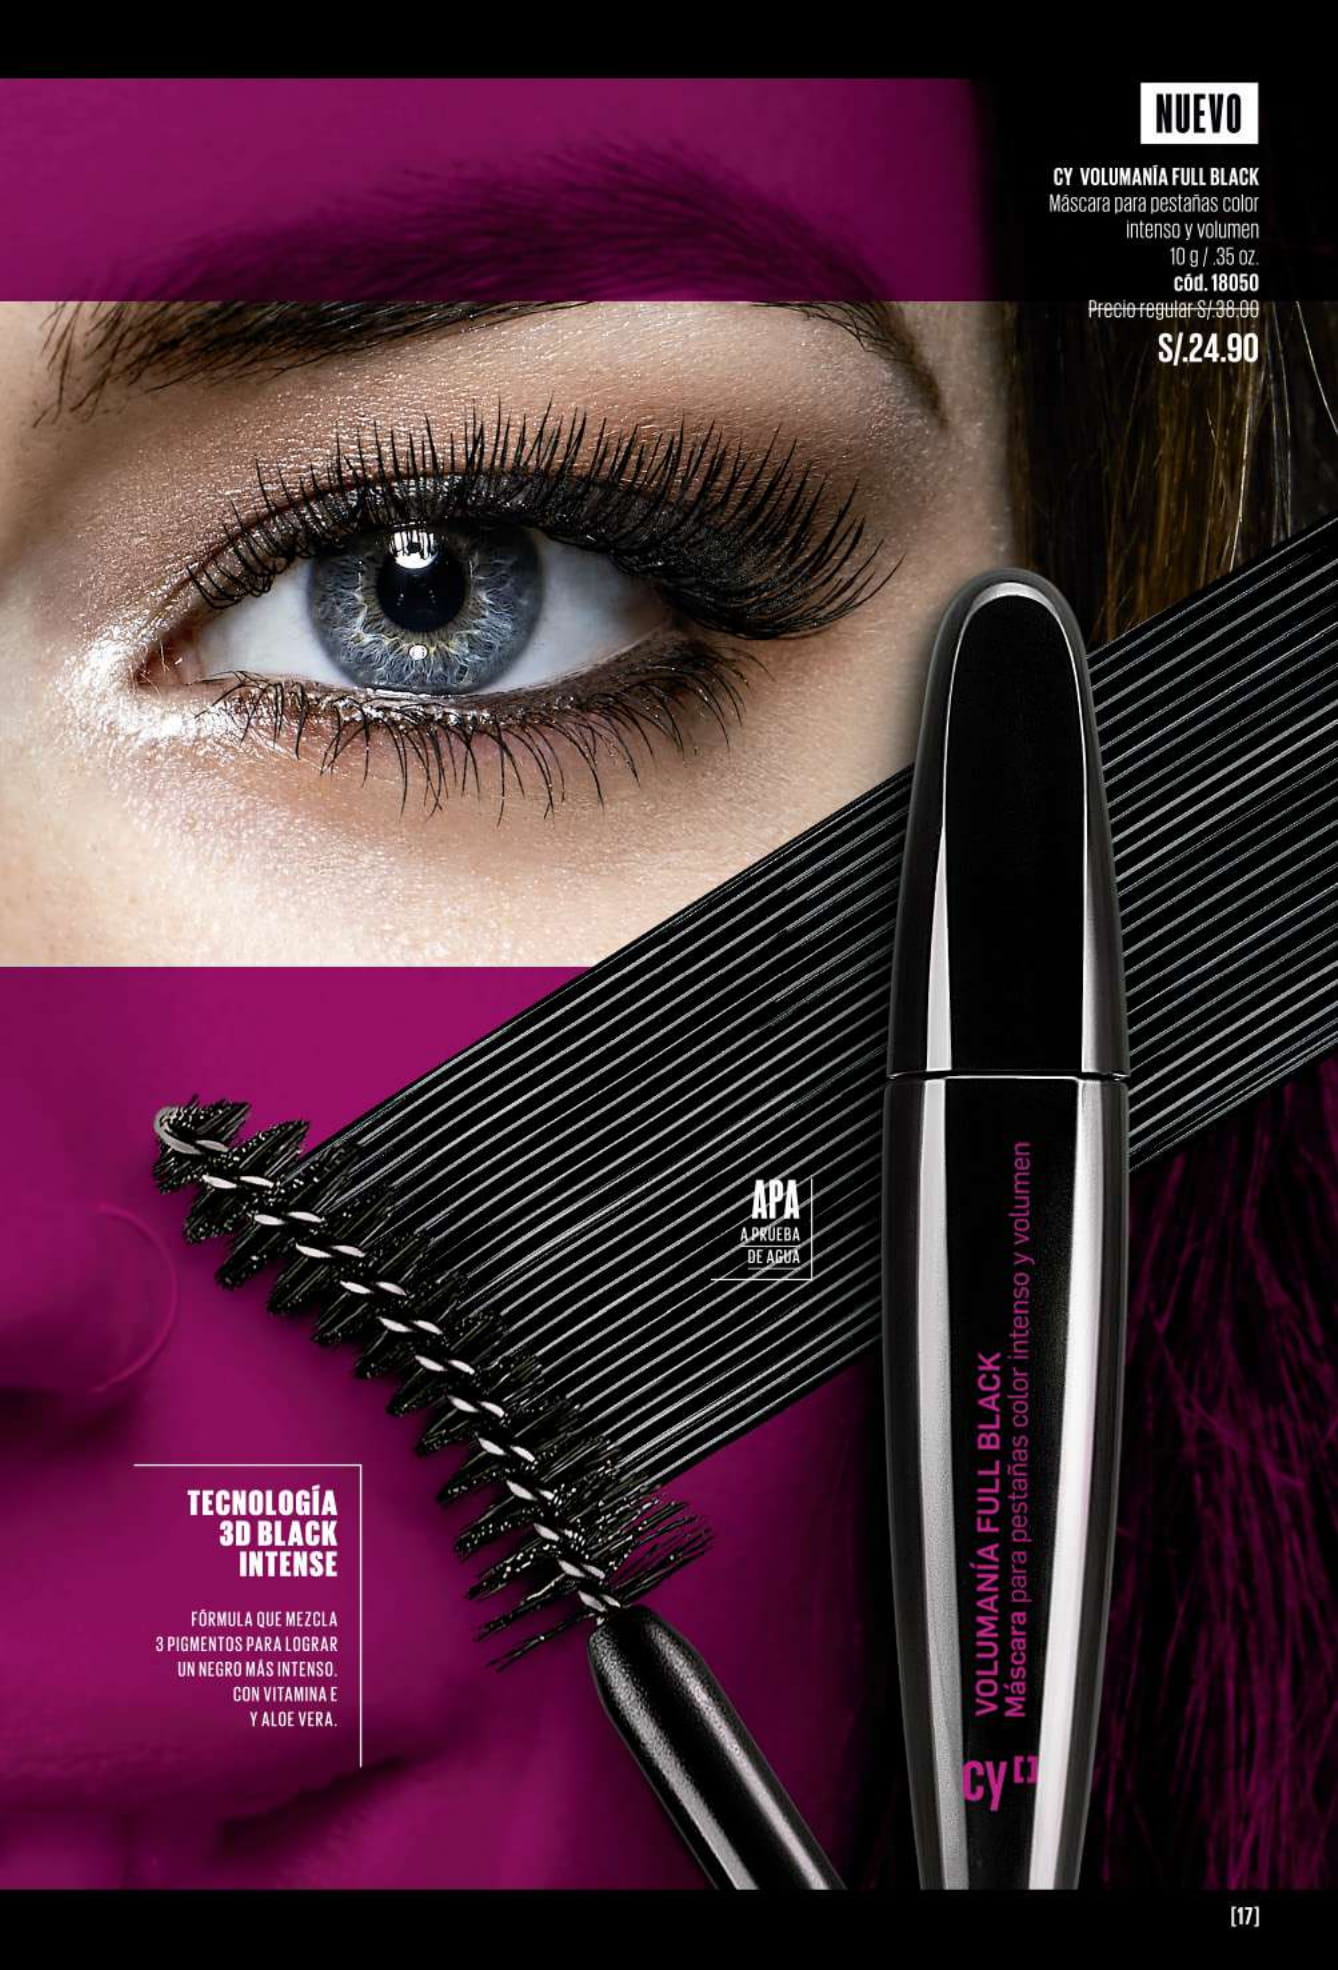 NUEVO
CY VOLUMANÍA FULL BLACK
Máscara para pestañas color
intenso y volumen
10 g / .35 oz.
cód. 18050
Precio regular S/.38.00
S/.24.90
APA
A PRUEBA
DE AGUA
TECNOLOGÍA
3D BLACK
INTENSE
FÓRMULA QUE MEZCLA
3 PIGMENTOS PARA LOGRAR
UN NEGRO MÁS INTENSO.
CON VITAMINA E
Y ALOE VERA.
VOLUMANÍA FULL BLACK
Máscara para pestañas color intenso y volumen
cy[]
[17]